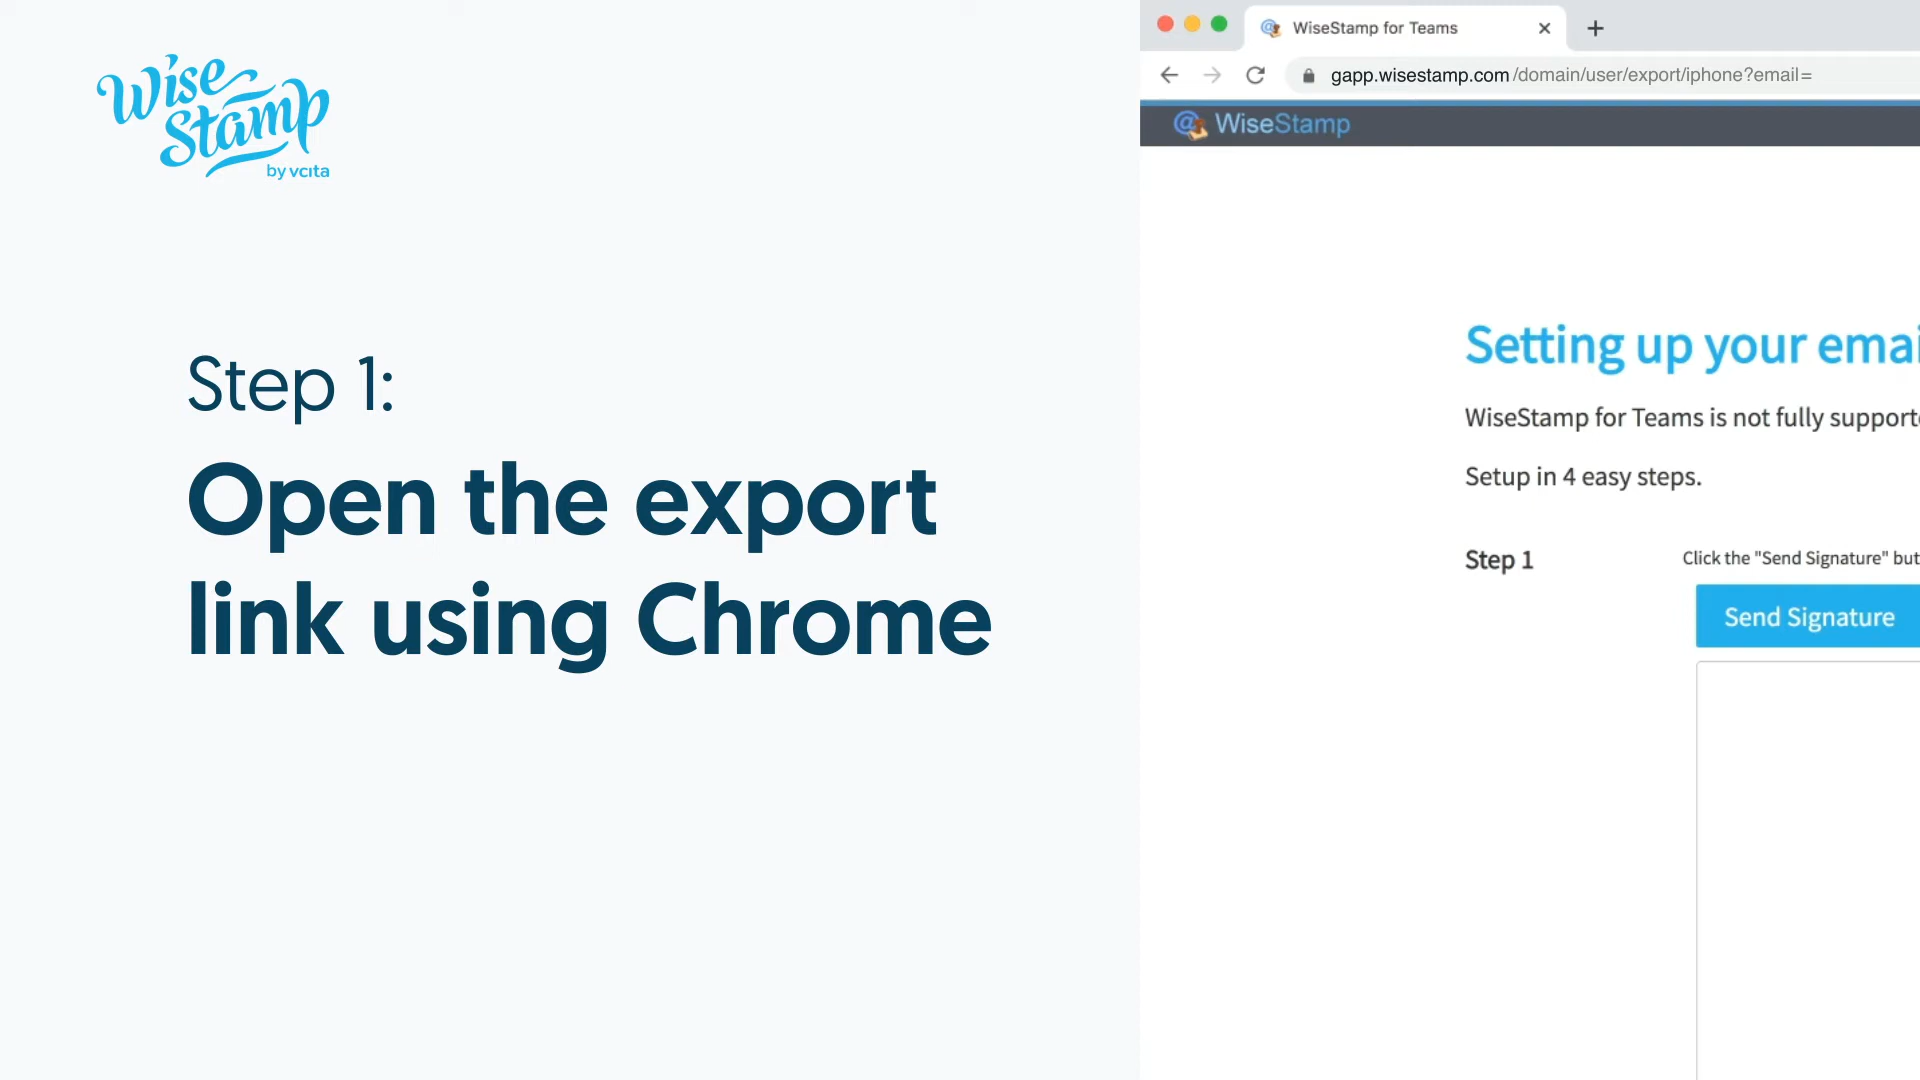 Wise
Stamp
by vcita
Step 1:
Open the export
link using Chrome
WiseStamp for Teams
gapp.wisestamp.com/domain/user/export/iphone?email=
WiseStamp
Setting up your emai
WiseStamp for Teams is not fully supporte
Setup in 4 easy steps.
Step 1
Click the "Send Signature" but
Send Signature